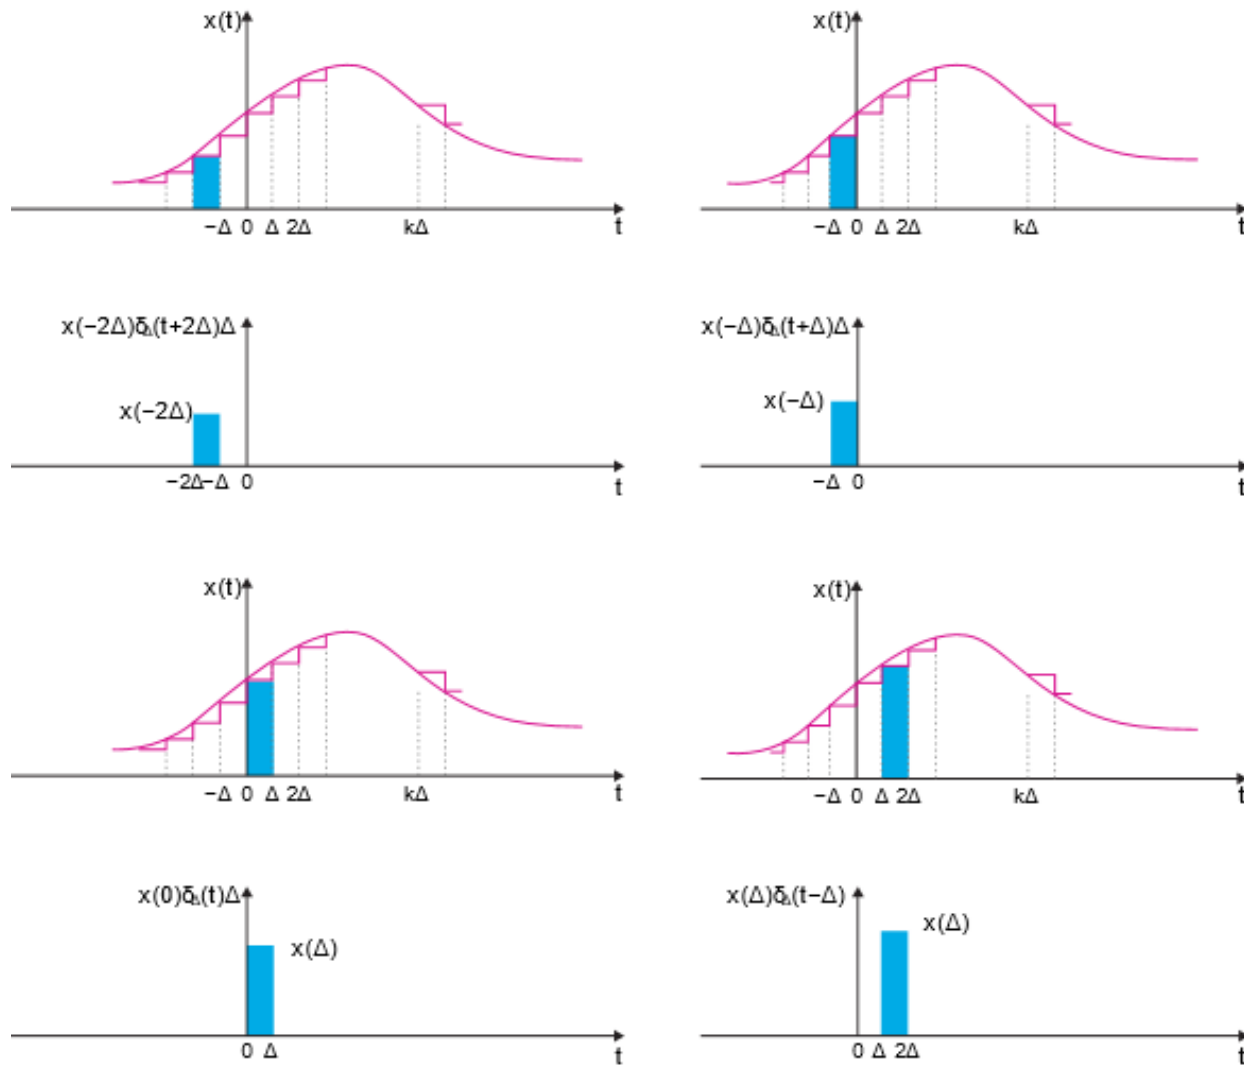 x(t)
−Δ 0 Δ 2Δ kΔ t
x(t)
−Δ 0 Δ 2Δ kΔ t
x(−2Δ)δΔ(t+2Δ)Δ
x(−2Δ)
−2Δ−Δ 0 t
x(−Δ)δΔ(t+Δ)Δ
x(−Δ)
−Δ 0 t
x(t)
−Δ 0 Δ 2Δ kΔ t
x(t)
−Δ 0 Δ 2Δ kΔ t
x(0)δΔ(t)Δ
x(Δ)
0 Δ t
x(Δ)δΔ(t−Δ)
x(Δ)
0 Δ 2Δ t